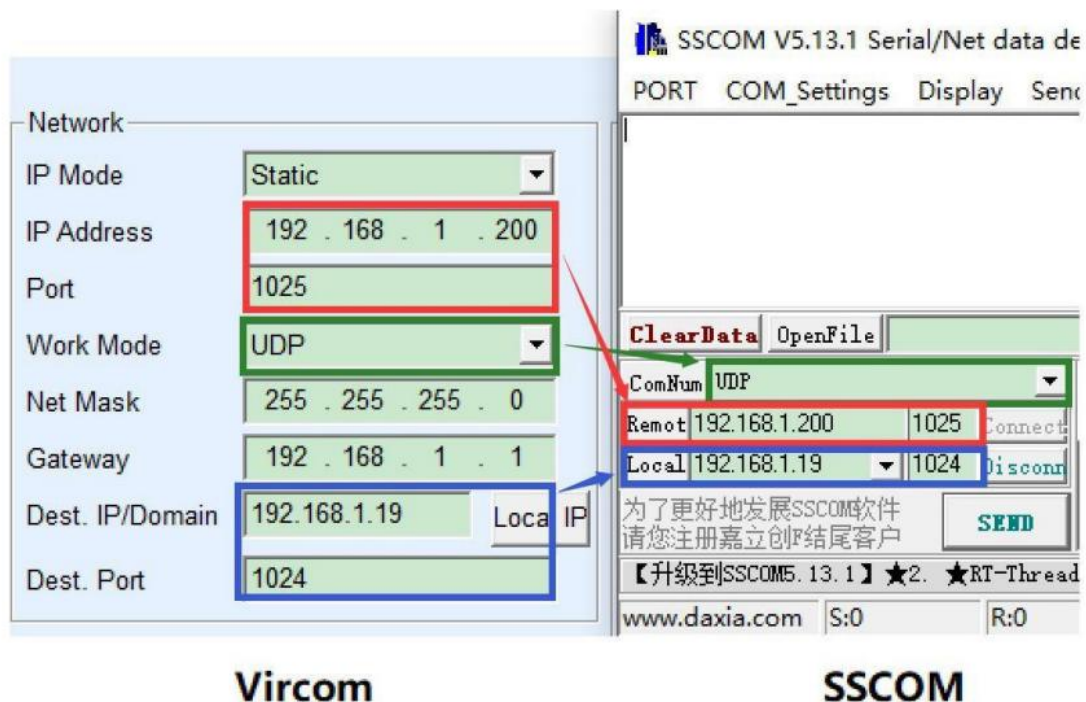 SSCOM V5.13.1 Serial/Net data de
PORT COM_Settings Display Send
Network
IP Mode Static
IP Address 192 . 168 . 1 . 200
Port 1025
Work Mode UDP
Net Mask 255 . 255 . 255 . 0
Gateway 192 . 168 . 1 . 1
Dest. IP/Domain 192.168.1.19 Local IP
Dest. Port 1024
ClearData OpenFile
ComNum UDP
Remot 192.168.1.200 1025 Connect
Local 192.168.1.19 1024 Disconn
为了更好地发展SSCOM软件
请您注册嘉立创F结尾客户
SEND
【升级到SSCOM5.13.1】★2. ★RT-Thread
www.daxia.com S:0 R:0
Vircom
SSCOM